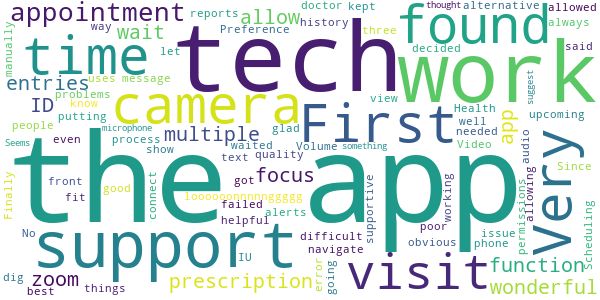 appointment
reports
doctor
kept
thought
alternative
allowed
way
Preference
history
three
always
manually
time
tech
allow
let
wait
decided
said
found
entries
uses
message
view
work
problems
ID
know
camera
First
Health
upcoming
putting
multiple
waited
glad
well
needed
app
people
microphone
process
Volume
something
suggest
Seems
even
show
text
quality
Video
audio
Since
the app
front
fit
good
connect
looooonnnnngggg
got
focus
failed
helpful
alerts
supportive
working
poor
allowing
Very
permissions
Scheduling
Finally
No
support
IU
difficult
navigate
obvious
issue
phone
dig
zoom
prescription
error
going
visit
function
wonderful
best
things